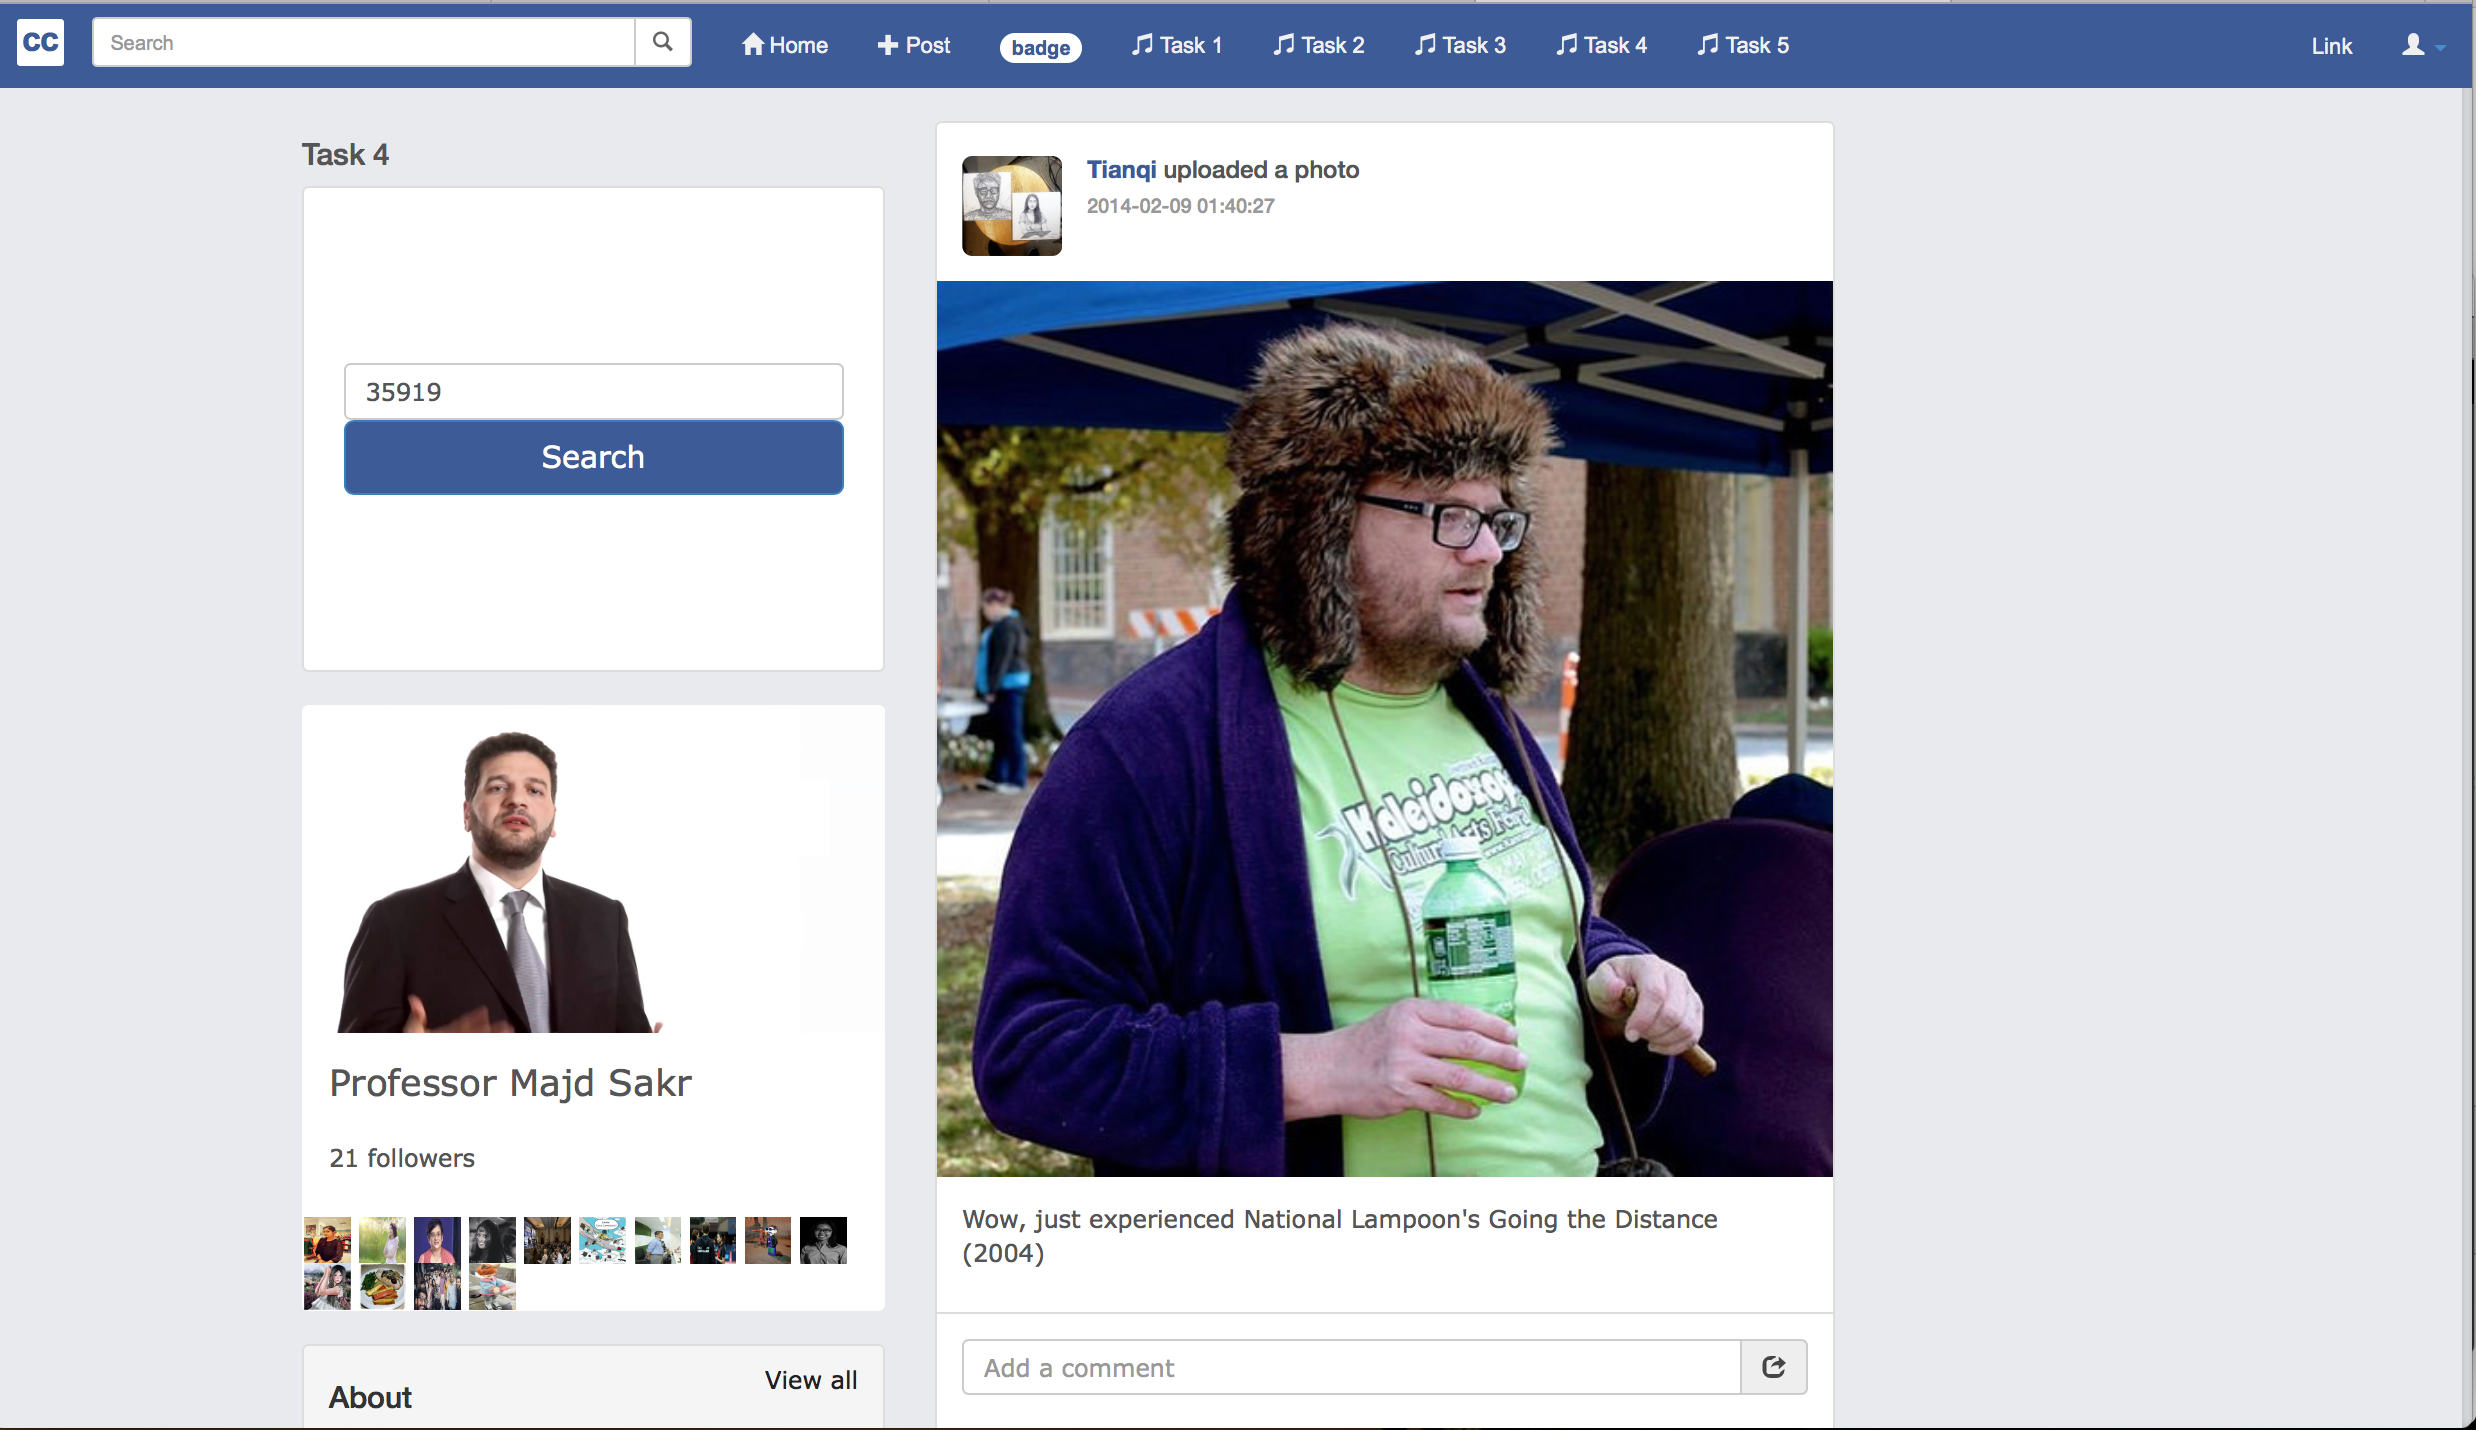 CC
Search
Home
Post
badge
Task 1
Task 2
Task 3
Task 4
Task 5
Link
Task 4
35919
Search
Professor Majd Sakr
21 followers
About
View all
Tianqi uploaded a photo
2014-02-09 01:40:27
Kaleidoxope
Cultural Arts Fair
Wow, just experienced National Lampoon's Going the Distance
(2004)
Add a comment